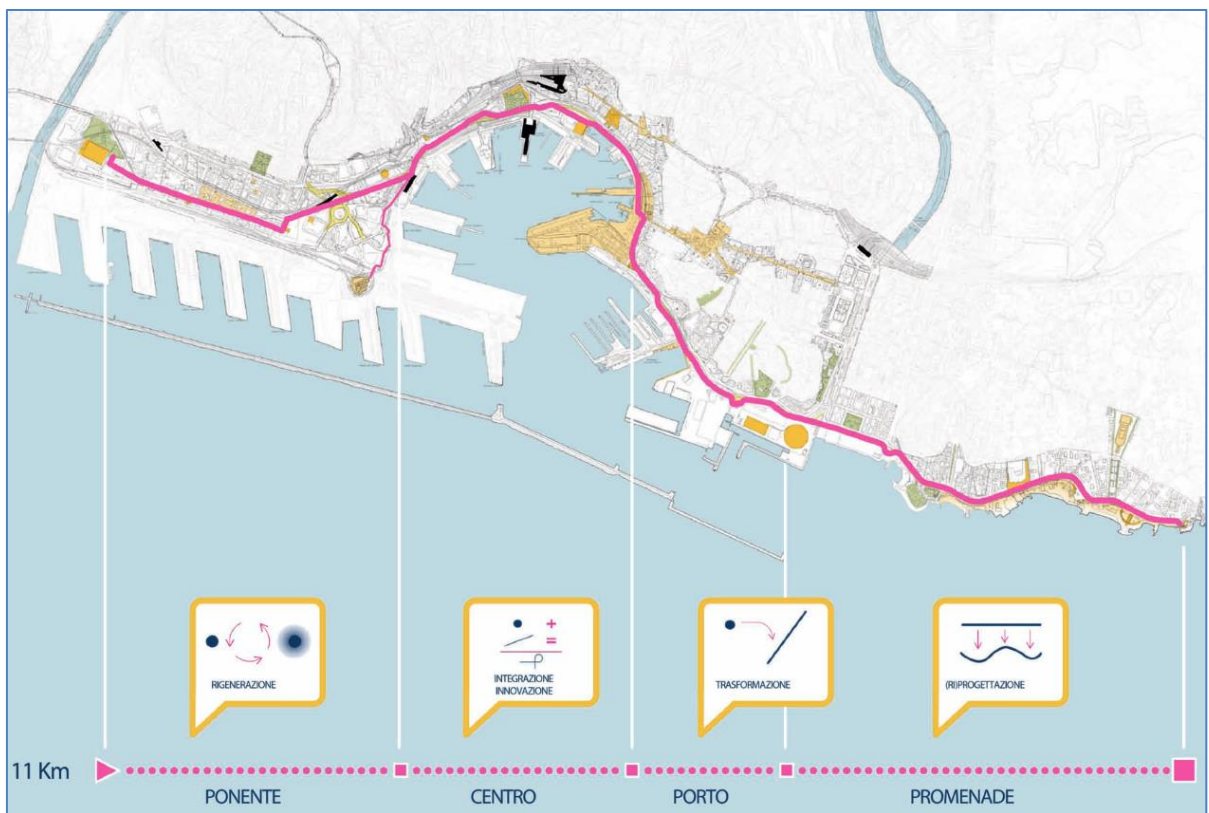 RIGENERAZIONE
INTEGRAZIONE
INNOVAZIONE
TRASFORMAZIONE
(RI)PROGETTAZIONE
11 Km
PONENTE
CENTRO
PORTO
PROMENADE